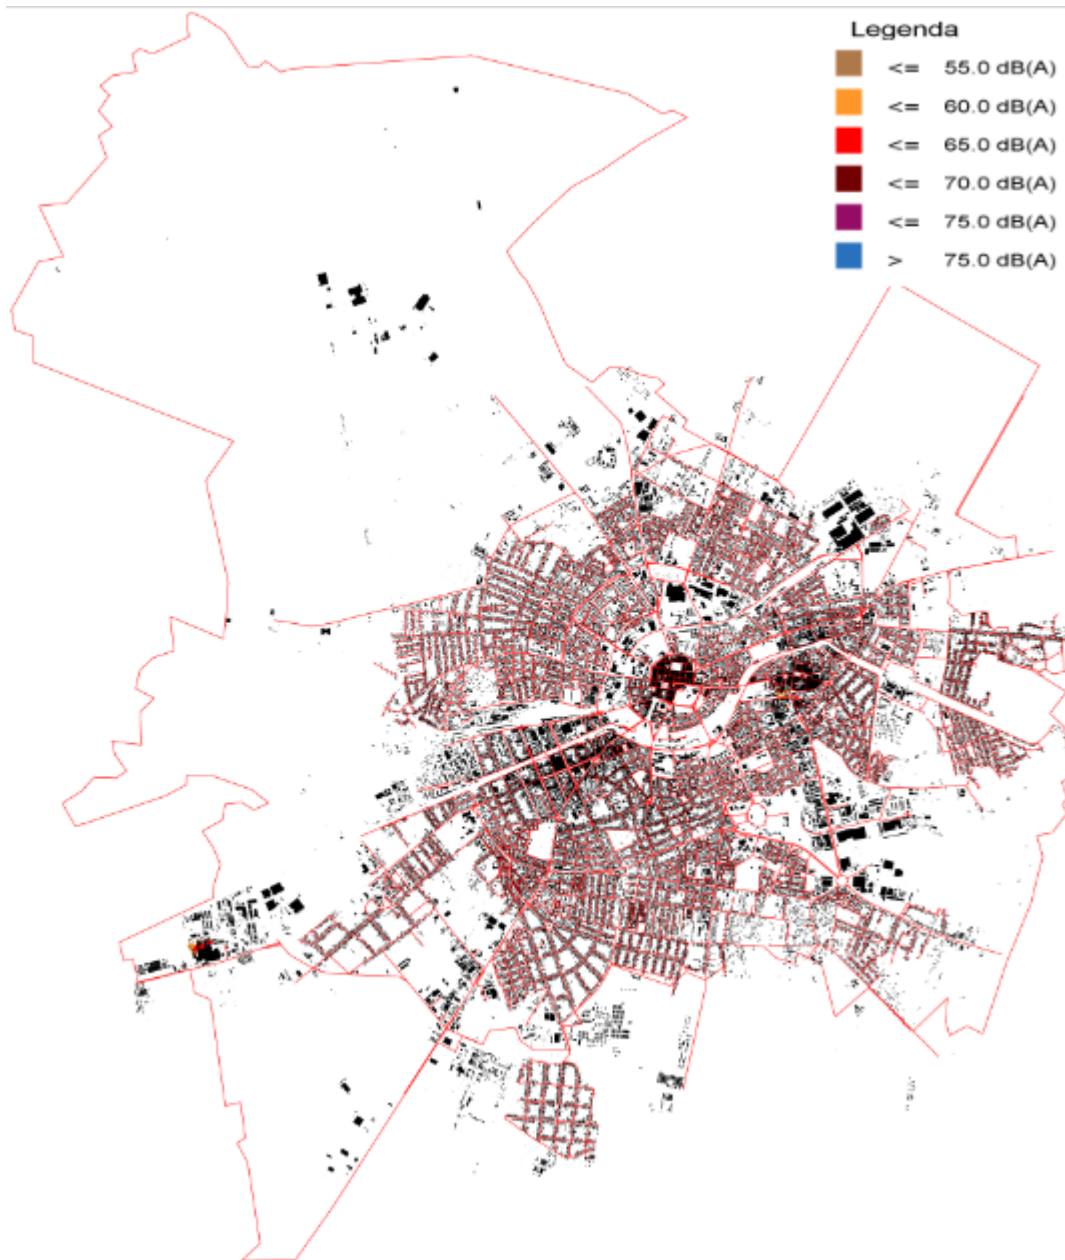 Legenda
<= 55.0 dB(A)
<= 60.0 dB(A)
<= 65.0 dB(A)
<= 70.0 dB(A)
<= 75.0 dB(A)
> 75.0 dB(A)